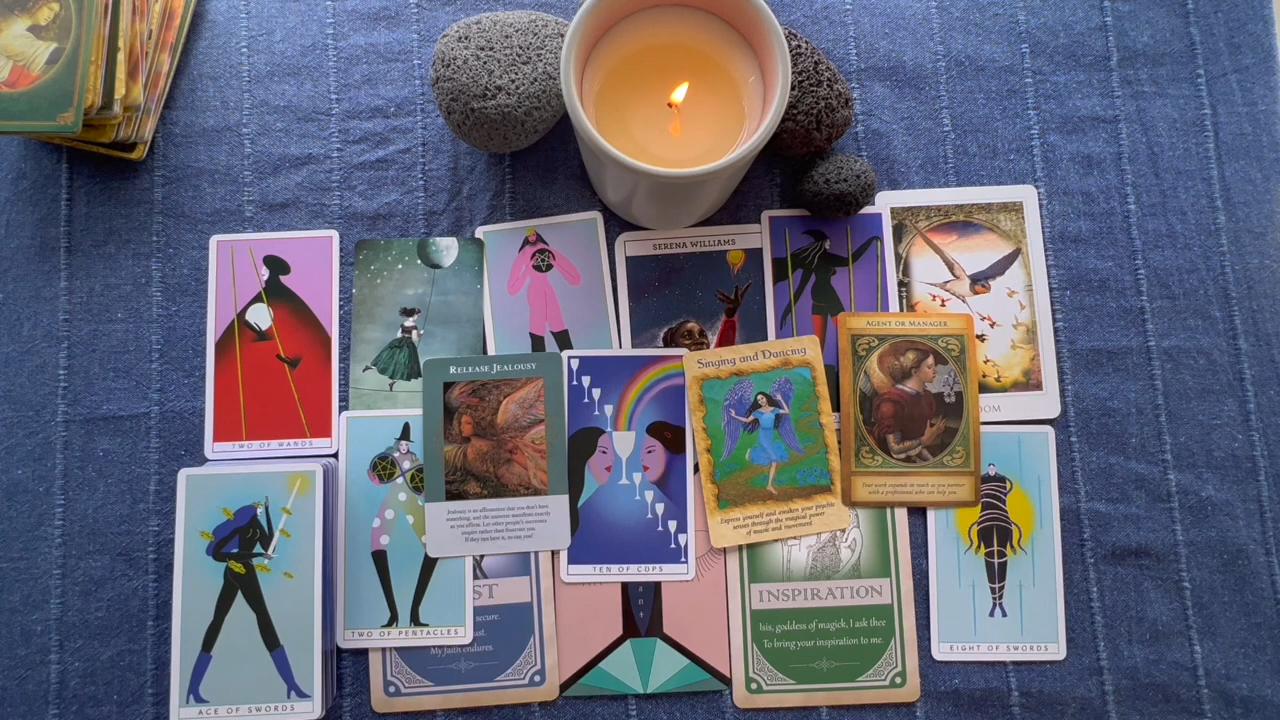 SERENA WILLIAMS
AGENT OR MANAGER
Singing and Dancing
RELEASE JEALOUSY
TWO OF WANDS
DOM
Your work expands in reach as you partner
with a professional who can help you.
Jealousy is an affirmation that you don't have
something, and the universe manifests exactly
as you affirm. Let other people's successes
inspire rather than frustrate you.
If they can have it, so can you!
Express yourself and awaken your psychic
senses through the magical power
of music and movement.
TEN OF CUPS
ST
secure.
ust.
My faith endures.
ant
INSPIRATION
Isis, goddess of magick, I ask thee
To bring your inspiration to me.
TWO OF PENTACLES
EIGHT OF SWORDS
ACE OF SWORDS